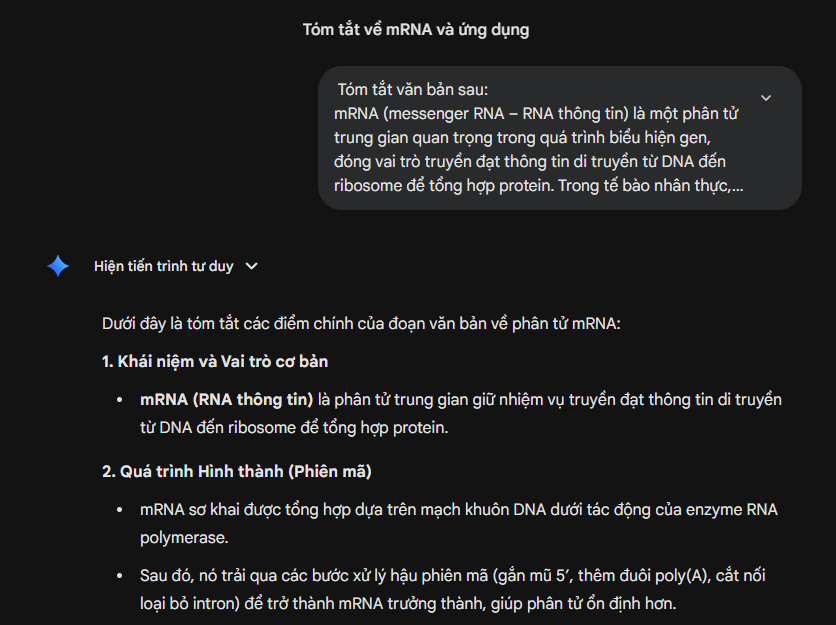 Tóm tắt về mRNA và ứng dụng
Tóm tắt văn bản sau:
mRNA (messenger RNA – RNA thông tin) là một phân tử
trung gian quan trọng trong quá trình biểu hiện gen,
đóng vai trò truyền đạt thông tin di truyền từ DNA đến
ribosome để tổng hợp protein. Trong tế bào nhân thực,...
Hiện tiến trình tư duy
Dưới đây là tóm tắt các điểm chính của đoạn văn bản về phân tử mRNA:
1. Khái niệm và Vai trò cơ bản
• mRNA (RNA thông tin) là phân tử trung gian giữ nhiệm vụ truyền đạt thông tin di truyền
từ DNA đến ribosome để tổng hợp protein.
2. Quá trình Hình thành (Phiên mã)
• mRNA sơ khai được tổng hợp dựa trên mạch khuôn DNA dưới tác động của enzyme RNA
polymerase.
• Sau đó, nó trải qua các bước xử lý hậu phiên mã (gắn mũ 5’, thêm đuôi poly(A), cắt nối
loại bỏ intron) để trở thành mRNA trưởng thành, giúp phân tử ổn định hơn.